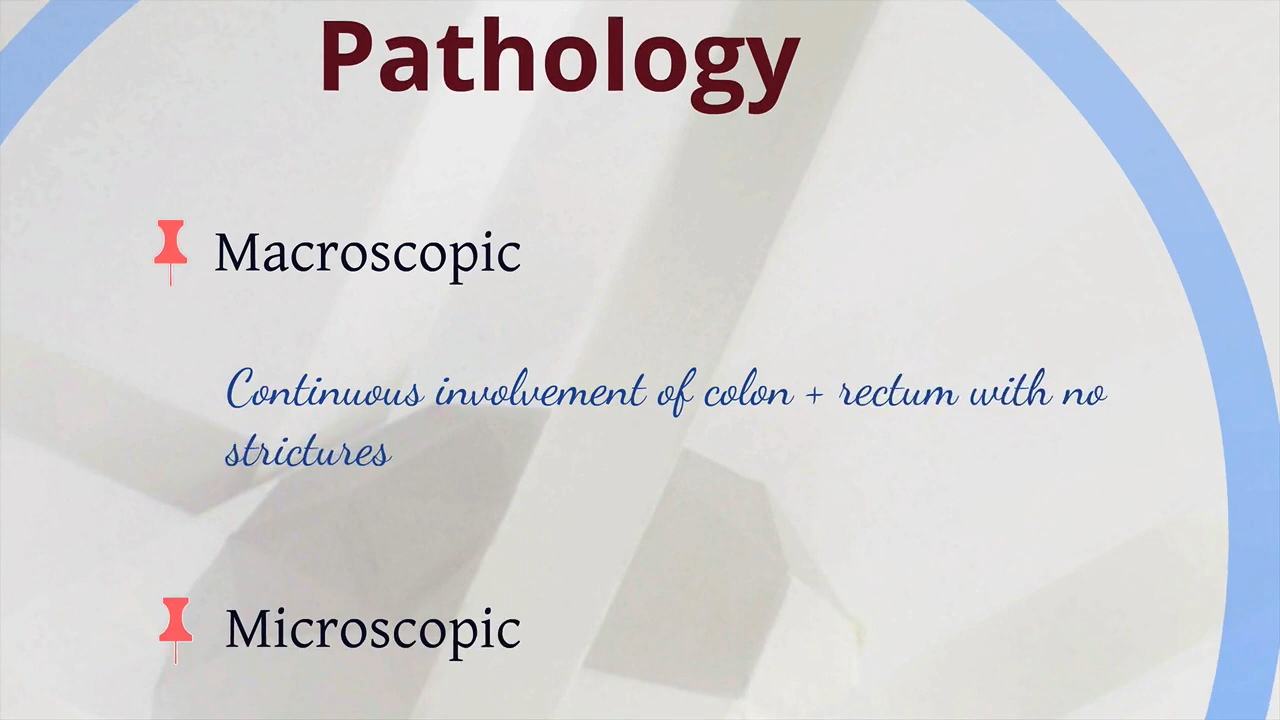 Pathology
Macroscopic
Continuous involvement of colon + rectum with no
strictures
Microscopic